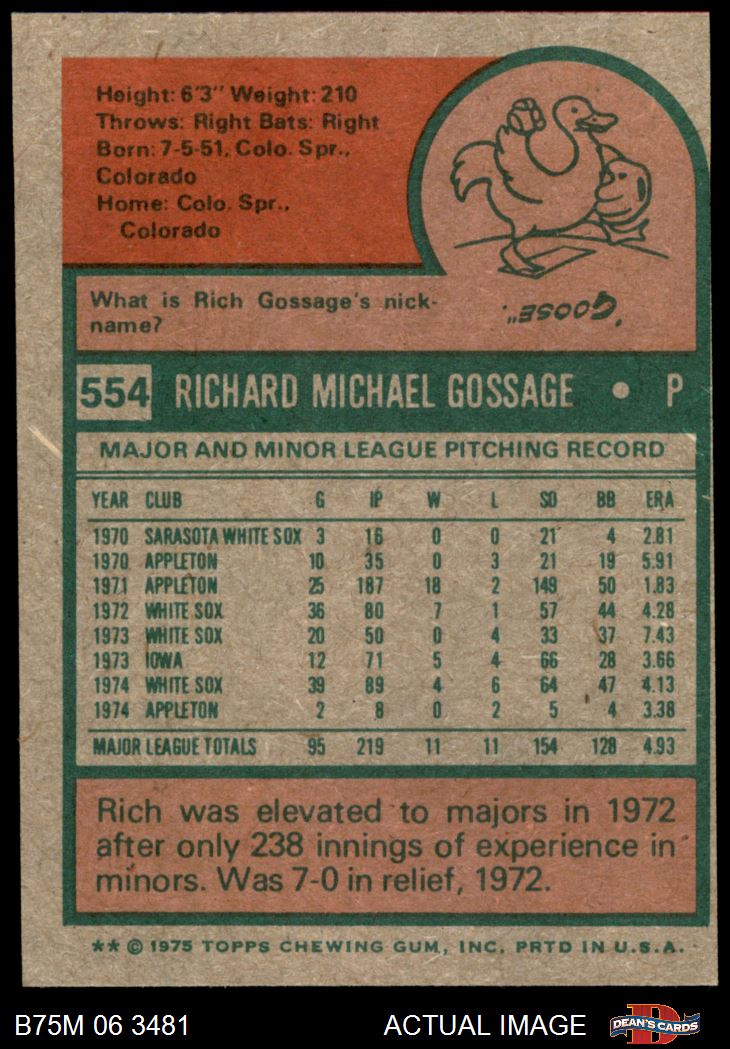 Height: 6'3" Weight: 210
Throws: Right Bats: Right
Born: 7-5-51, Colo. Spr.,
Colorado
Home: Colo. Spr.,
Colorado
What is Rich Gossage's nick-
name?
"GOOSE".
554 RICHARD MICHAEL GOSSAGE • P
MAJOR AND MINOR LEAGUE PITCHING RECORD
YEAR CLUB G IP W L SO BB ERA
1970 SARASOTA WHITE SOX 3 16 0 0 21 4 2.81
1970 APPLETON 10 35 0 3 21 19 5.91
1971 APPLETON 25 187 18 2 149 50 1.83
1972 WHITE SOX 36 80 7 1 57 44 4.28
1973 WHITE SOX 20 50 0 4 33 37 7.43
1973 IOWA 12 71 5 4 66 28 3.66
1974 WHITE SOX 39 89 4 6 64 47 4.13
1974 APPLETON 2 8 0 2 5 4 3.38
MAJOR LEAGUE TOTALS 95 219 11 11 154 128 4.93
Rich was elevated to majors in 1972
after only 238 innings of experience in
minors. Was 7-0 in relief, 1972.
** © 1975 TOPPS CHEWING GUM, INC. PRTD IN U.S.A.
B75M 06 3481 ACTUAL IMAGE DEAN'S CARDS